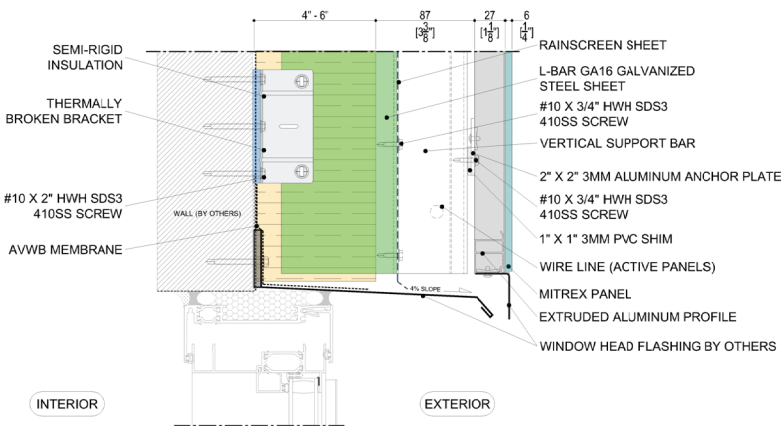 4" - 6"
87
[3 3/8"]
27
[1 1/8"]
6
[1/4"]
SEMI-RIGID
INSULATION
THERMALLY
BROKEN BRACKET
#10 X 2" HWH SDS3
410SS SCREW
WALL (BY OTHERS)
AVWB MEMBRANE
RAINSCREEN SHEET
L-BAR GA16 GALVANIZED
STEEL SHEET
#10 X 3/4" HWH SDS3
410SS SCREW
VERTICAL SUPPORT BAR
2" X 2" 3MM ALUMINUM ANCHOR PLATE
#10 X 3/4" HWH SDS3
410SS SCREW
1" X 1" 3MM PVC SHIM
WIRE LINE (ACTIVE PANELS)
MITREX PANEL
EXTRUDED ALUMINUM PROFILE
WINDOW HEAD FLASHING BY OTHERS
4% SLOPE
INTERIOR
EXTERIOR